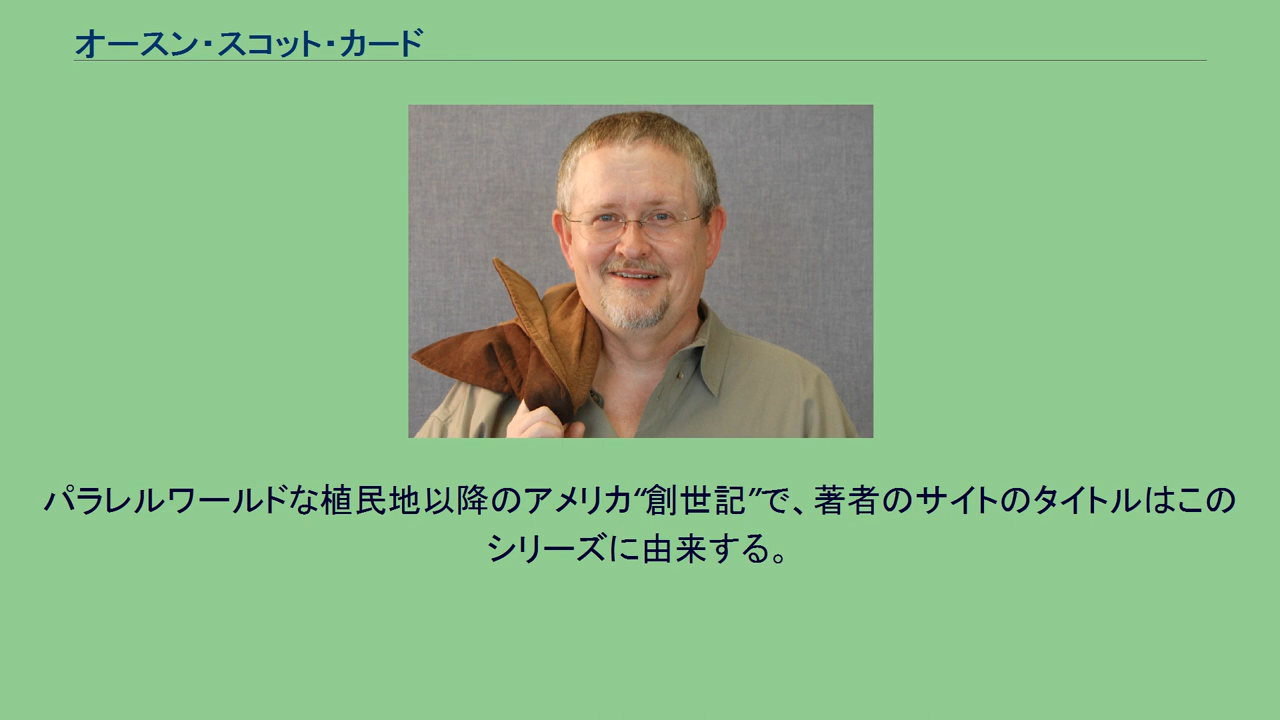 オースン・スコット・カード
パラレルワールドな植民地以降のアメリカ“創世記”で、著者のサイトのタイトルはこの
シリーズに由来する。